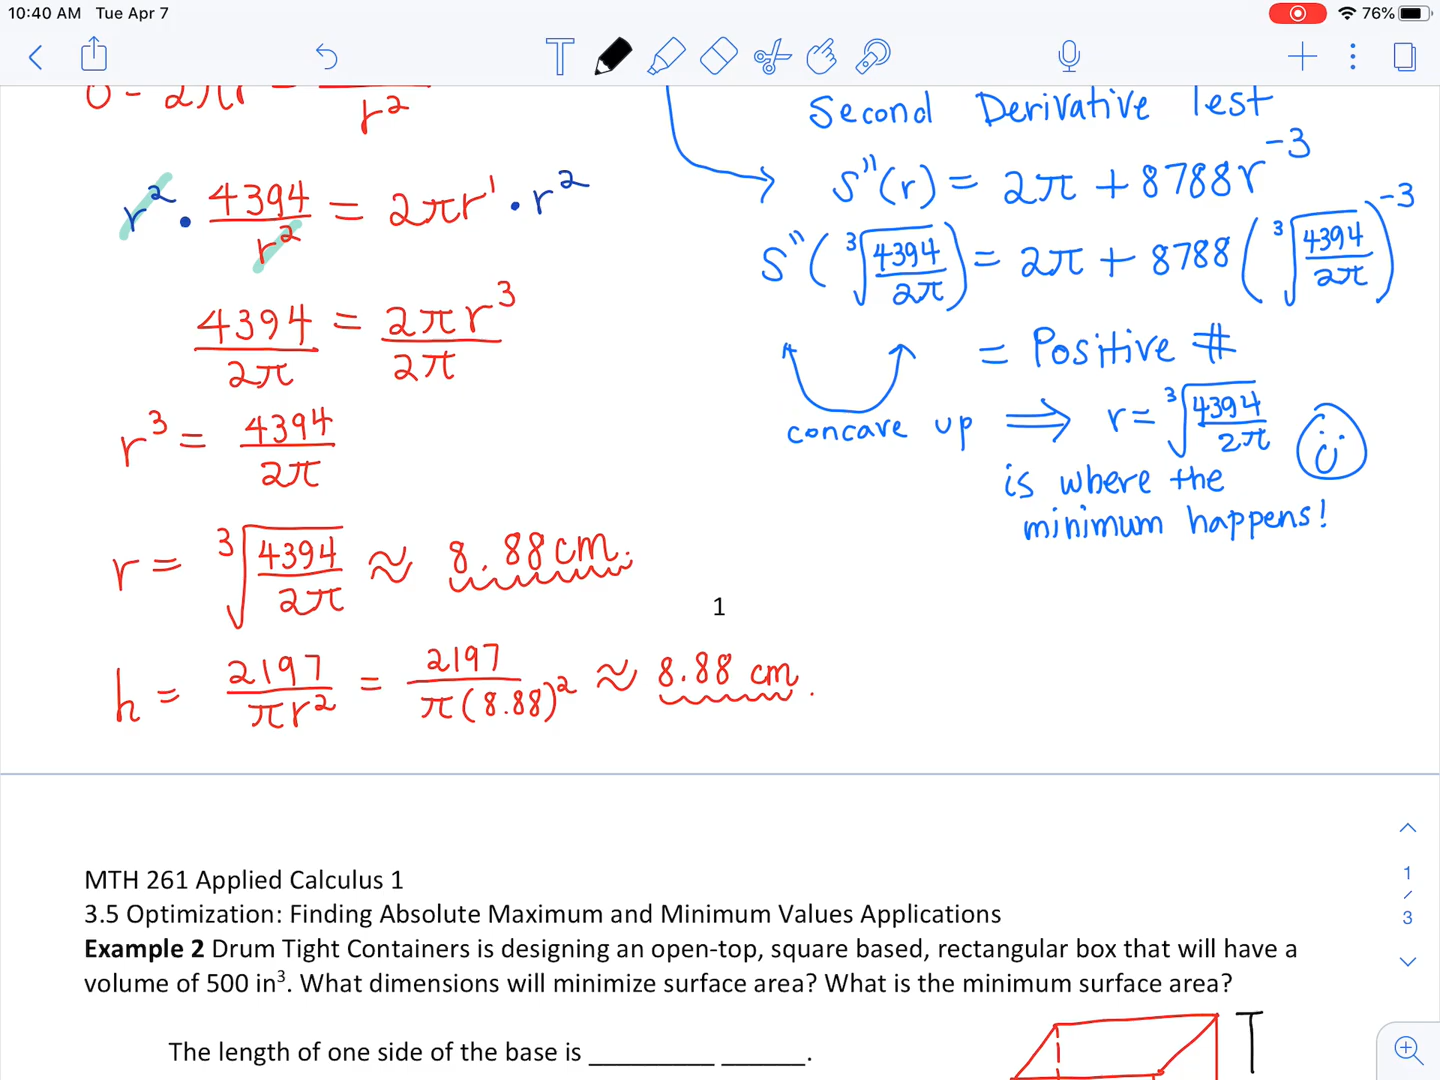 10:40 AM Tue Apr 7
76%
r²
r² · 4394/r² = 2πr¹ · r²
4394/2π = 2πr³/2π
r³ = 4394/2π
r = ∛(4394/2π) ≈ 8.88 cm.
h = 2197/πr² = 2197/π(8.88)² ≈ 8.88 cm.
Second Derivative Test
S″(r) = 2π + 8788r⁻³
S″(∛(4394/2π)) = 2π + 8788(∛(4394/2π))⁻³
= Positive #
concave up ⟹ r = ∛(4394/2π)
is where the
minimum happens!
1
MTH 261 Applied Calculus 1
3.5 Optimization: Finding Absolute Maximum and Minimum Values Applications
Example 2 Drum Tight Containers is designing an open-top, square based, rectangular box that will have a
volume of 500 in³. What dimensions will minimize surface area? What is the minimum surface area?
The length of one side of the base is __________ ______.
1
/
3